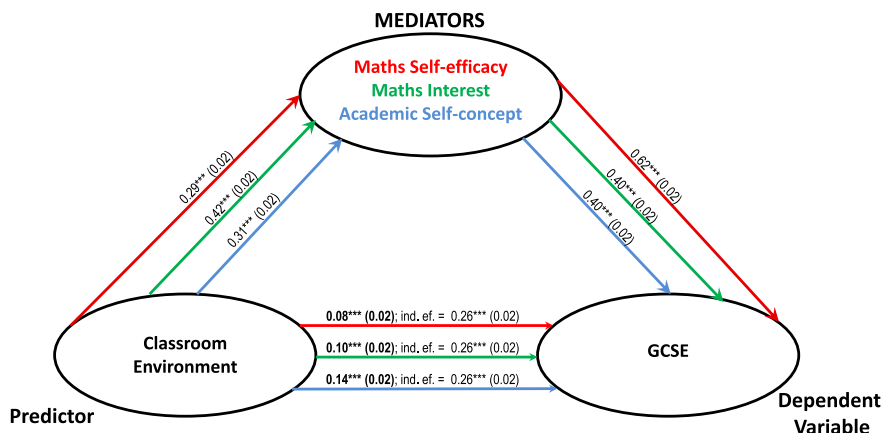 MEDIATORS
Maths Self-efficacy
Maths Interest
Academic Self-concept
0.29*** (0.02)
0.42*** (0.02)
0.31*** (0.02)
0.62*** (0.02)
0.40*** (0.02)
0.40*** (0.02)
Classroom
Environment
0.08*** (0.02); ind. ef. = 0.26*** (0.02)
0.10*** (0.02); ind. ef. = 0.26*** (0.02)
0.14*** (0.02); ind. ef. = 0.26*** (0.02)
GCSE
Predictor
Dependent
Variable